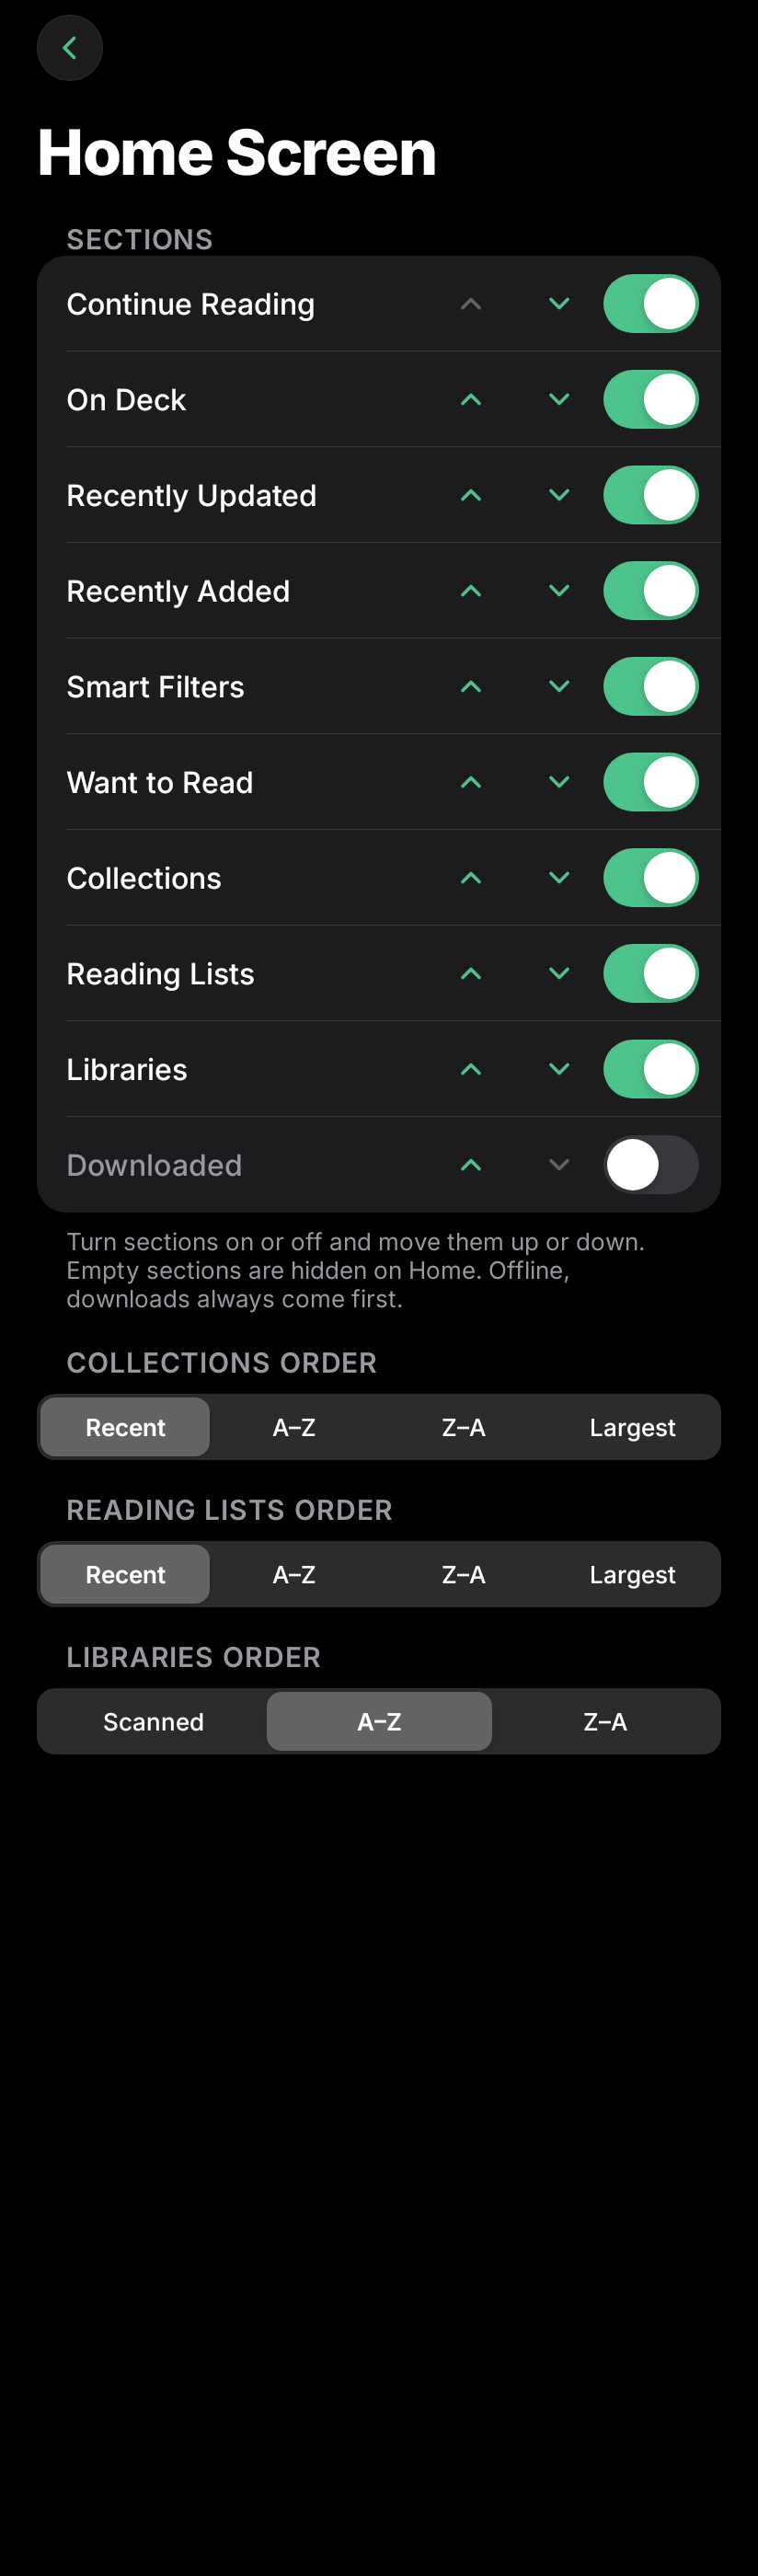 Home Screen
SECTIONS
Continue Reading
On Deck
Recently Updated
Recently Added
Smart Filters
Want to Read
Collections
Reading Lists
Libraries
Downloaded
Turn sections on or off and move them up or down.
Empty sections are hidden on Home. Offline,
downloads always come first.
COLLECTIONS ORDER
Recent A–Z Z–A Largest
READING LISTS ORDER
Recent A–Z Z–A Largest
LIBRARIES ORDER
Scanned A–Z Z–A